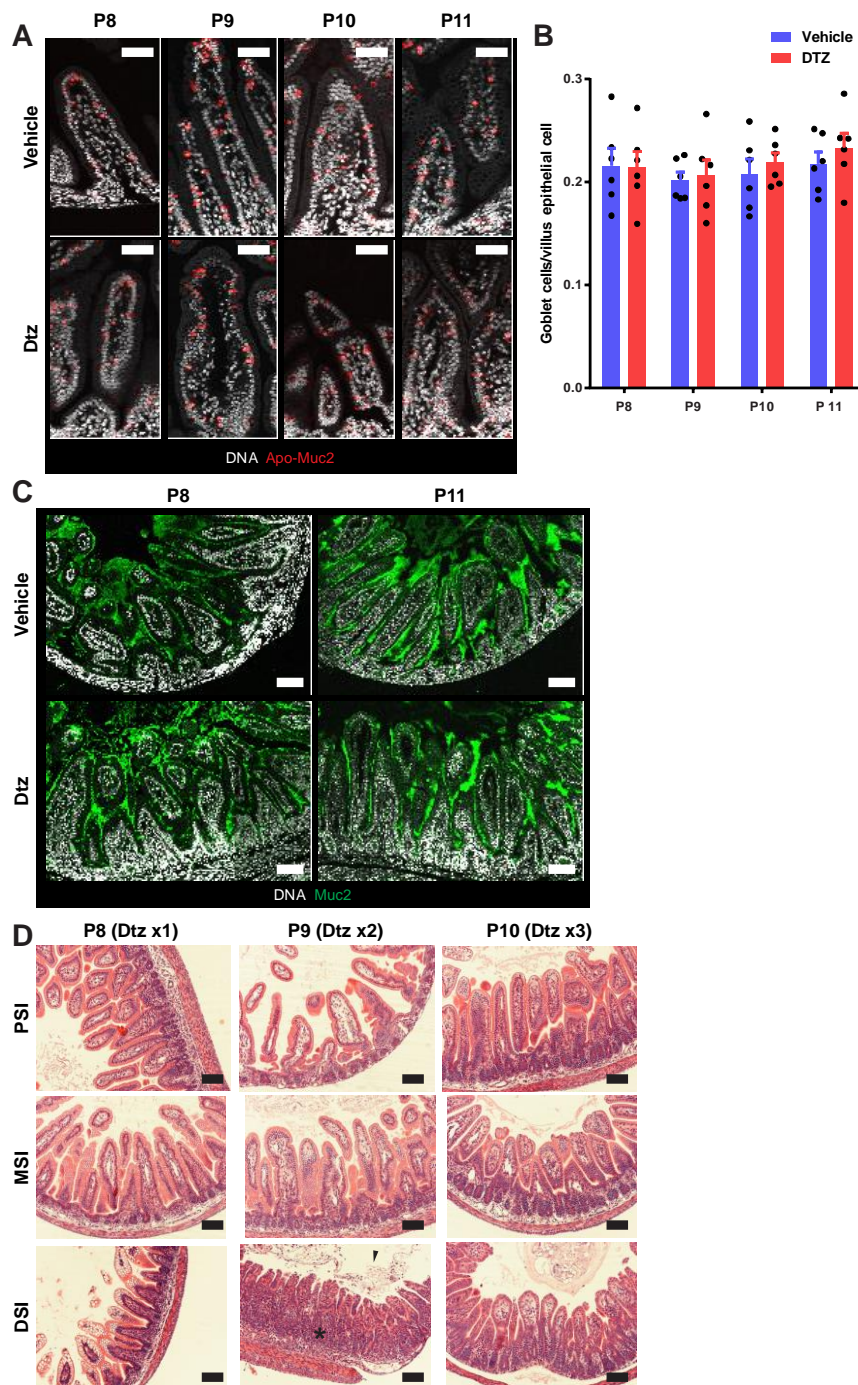 A
P8 P9 P10 P11
Vehicle
Dtz
DNA Apo-Muc2
B
Vehicle
DTZ
Goblet cells/villus epithelial cell
0.3
0.2
0.1
0.0
P8 P9 P10 P 11
C
P8 P11
Vehicle
Dtz
DNA Muc2
D
P8 (Dtz x1) P9 (Dtz x2) P10 (Dtz x3)
PSI
MSI
DSI
*